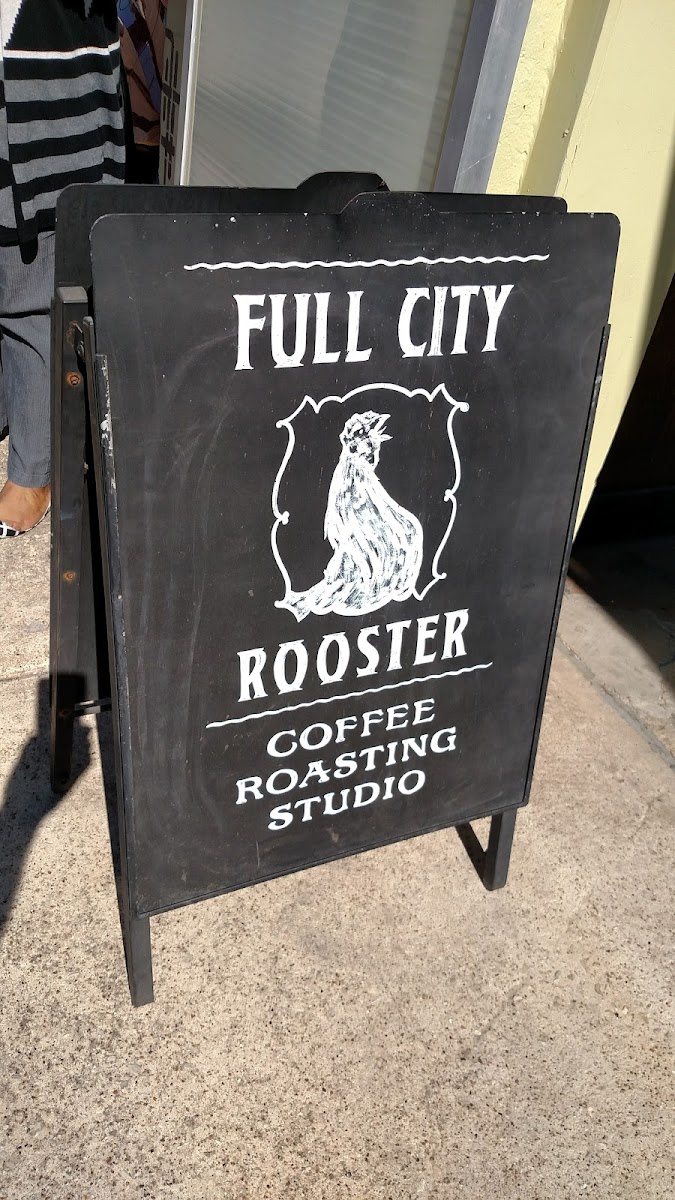 FULL CITY
ROOSTER
COFFEE
ROASTING
STUDIO